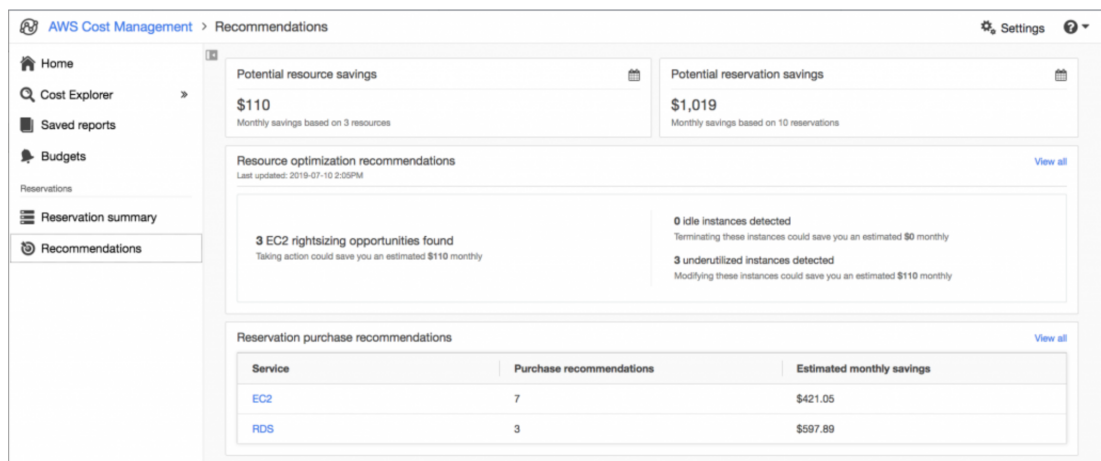 AWS Cost Management > Recommendations
Settings
Home
Cost Explorer »
Saved reports
Budgets
Reservations
Reservation summary
Recommendations
Potential resource savings
$110
Monthly savings based on 3 resources
Potential reservation savings
$1,019
Monthly savings based on 10 reservations
Resource optimization recommendations
View all
Last updated: 2019-07-10 2:05PM
3 EC2 rightsizing opportunities found
Taking action could save you an estimated $110 monthly
0 idle instances detected
Terminating these instances could save you an estimated $0 monthly
3 underutilized instances detected
Modifying these instances could save you an estimated $110 monthly
Reservation purchase recommendations
View all
Service Purchase recommendations Estimated monthly savings
EC2 7 $421.05
RDS 3 $597.89